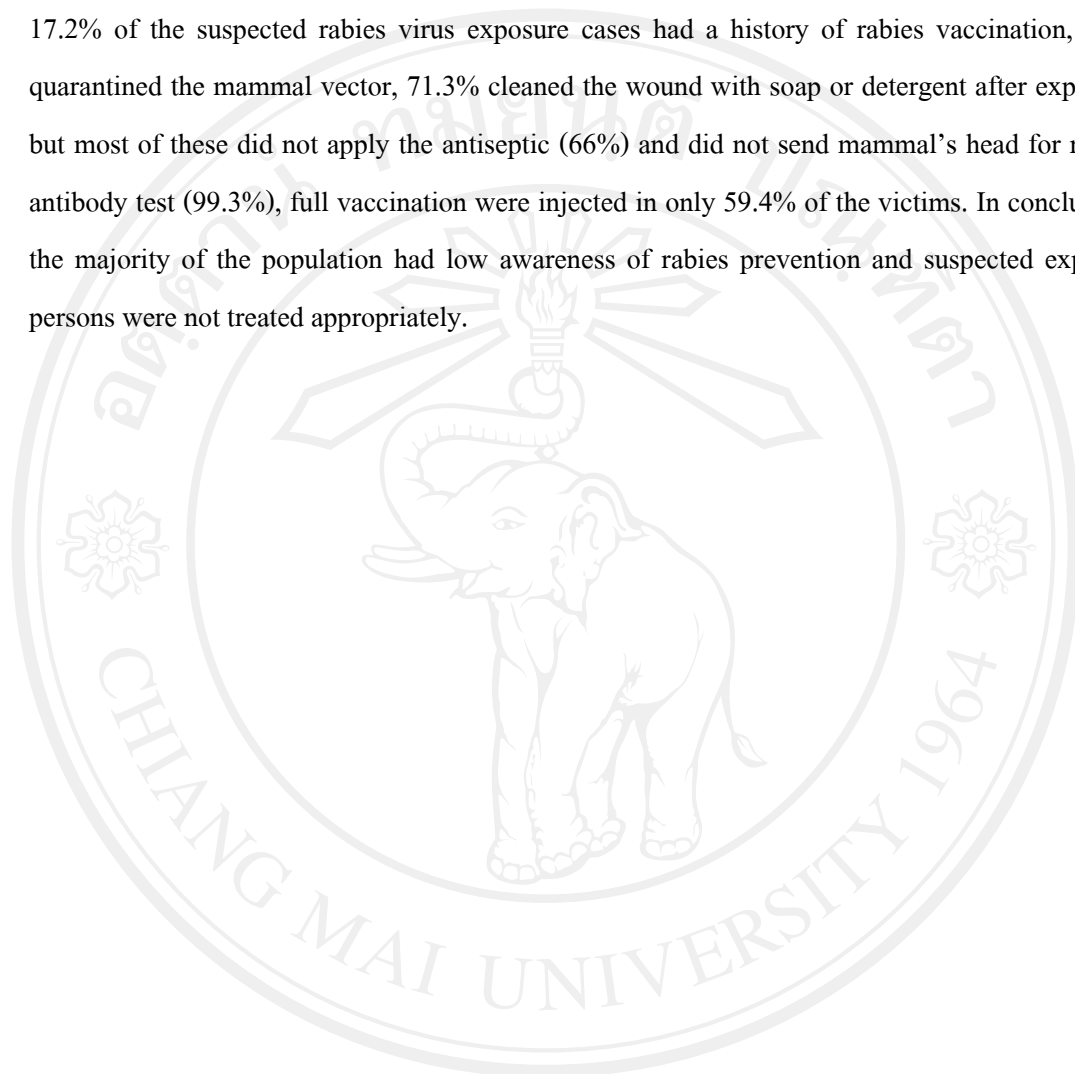 17.2% of the suspected rabies virus exposure cases had a history of rabies vaccination,
quarantined the mammal vector, 71.3% cleaned the wound with soap or detergent after
but most of these did not apply the antiseptic (66%) and did not send mammal's head for
antibody test (99.3%), full vaccination were injected in only 59.4% of the victims. In
the majority of the population had low awareness of rabies prevention and suspected
persons were not treated appropriately.
CHIANG MAI UNIVERSITY 1964